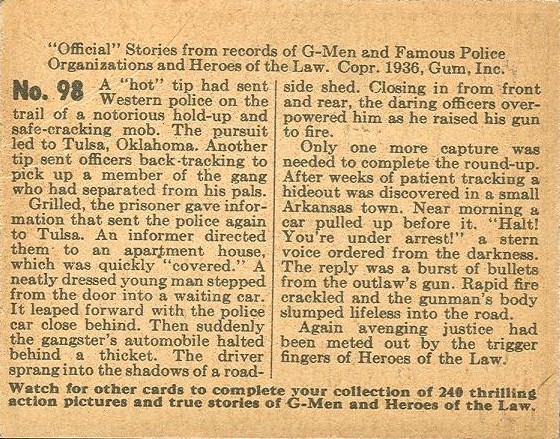 "Official" Stories from records of G-Men and Famous Police
Organizations and Heroes of the Law. Copr. 1936, Gum, Inc.
No. 98 A "hot" tip had sent
Western police on the
trail of a notorious hold-up and
safe-cracking mob. The pursuit
led to Tulsa, Oklahoma. Another
tip sent officers back-tracking to
pick up a member of the gang
who had separated from his pals.
Grilled, the prisoner gave infor-
mation that sent the police again
to Tulsa. An informer directed
them to an apartment house,
which was quickly "covered." A
neatly dressed young man stepped
from the door into a waiting car.
It leaped forward with the police
car close behind. Then suddenly
the gangster's automobile halted
behind a thicket. The driver
sprang into the shadows of a road-
side shed. Closing in from front
and rear, the daring officers over-
powered him as he raised his gun
to fire.
Only one more capture was
needed to complete the round-up.
After weeks of patient tracking a
hideout was discovered in a small
Arkansas town. Near morning a
car pulled up before it. "Halt!
You're under arrest!" a stern
voice ordered from the darkness.
The reply was a burst of bullets
from the outlaw's gun. Rapid fire
crackled and the gunman's body
slumped lifeless into the road.
Again avenging justice had
been meted out by the trigger
fingers of Heroes of the Law.
Watch for other cards to complete your collection of 240 thrilling
action pictures and true stories of G-Men and Heroes of the Law.